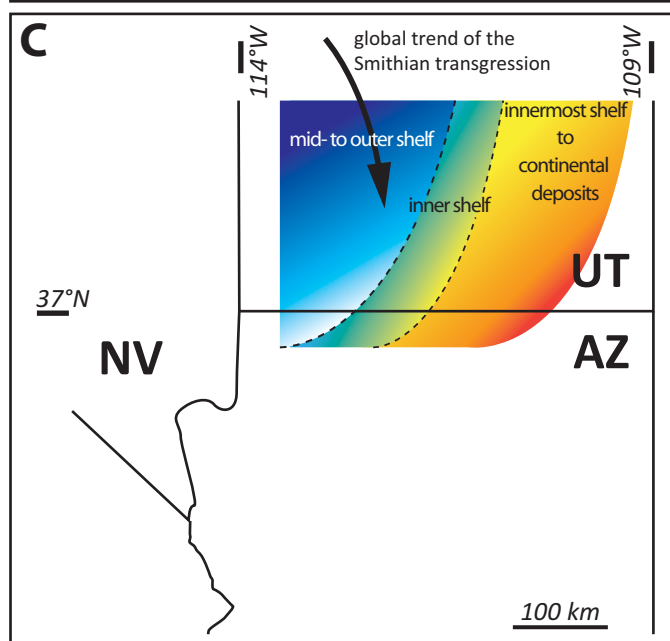 C
114°W
global trend of the
Smithian transgression
109°W
mid- to outer shelf
innermost shelf
to
continental
deposits
inner shelf
UT
37°N
NV
AZ
100 km